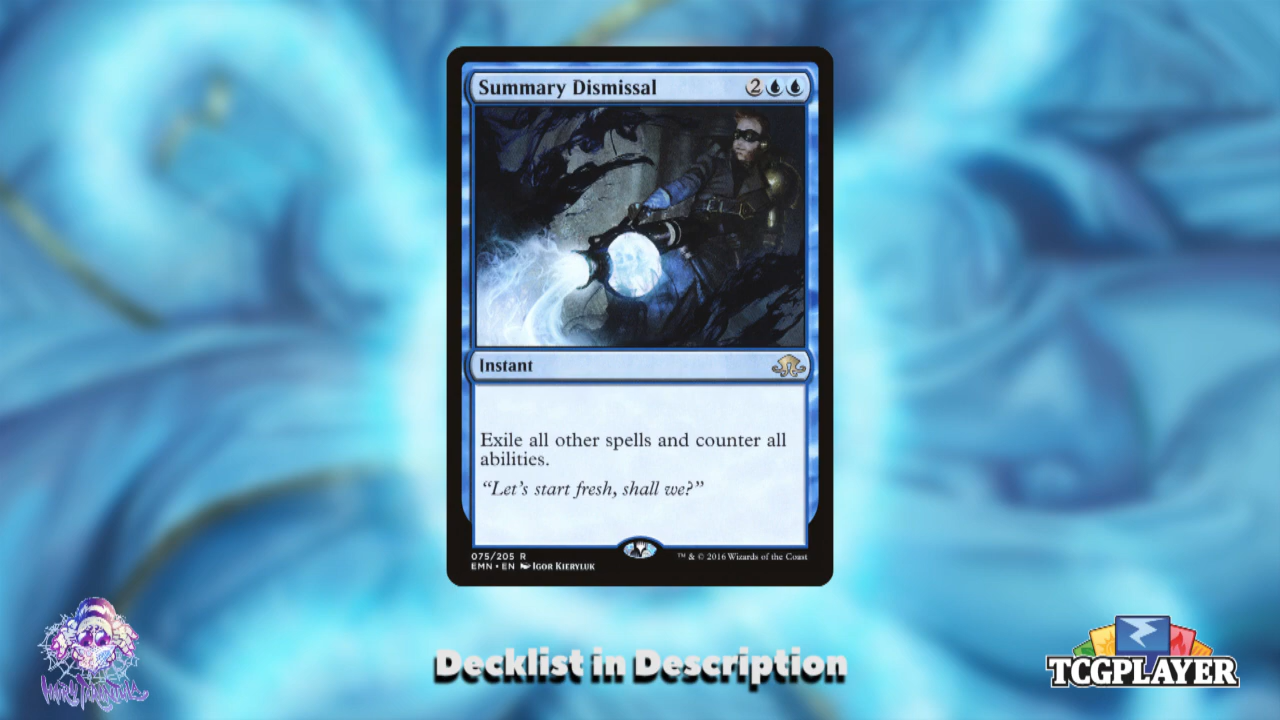 Summary Dismissal 2
Instant
Exile all other spells and counter all
abilities.
“Let’s start fresh, shall we?”
075/205 R
EMN • EN IGOR KIERYLUK
™ & © 2016 Wizards of the Coast
Decklist in Description
TCGPLAYER